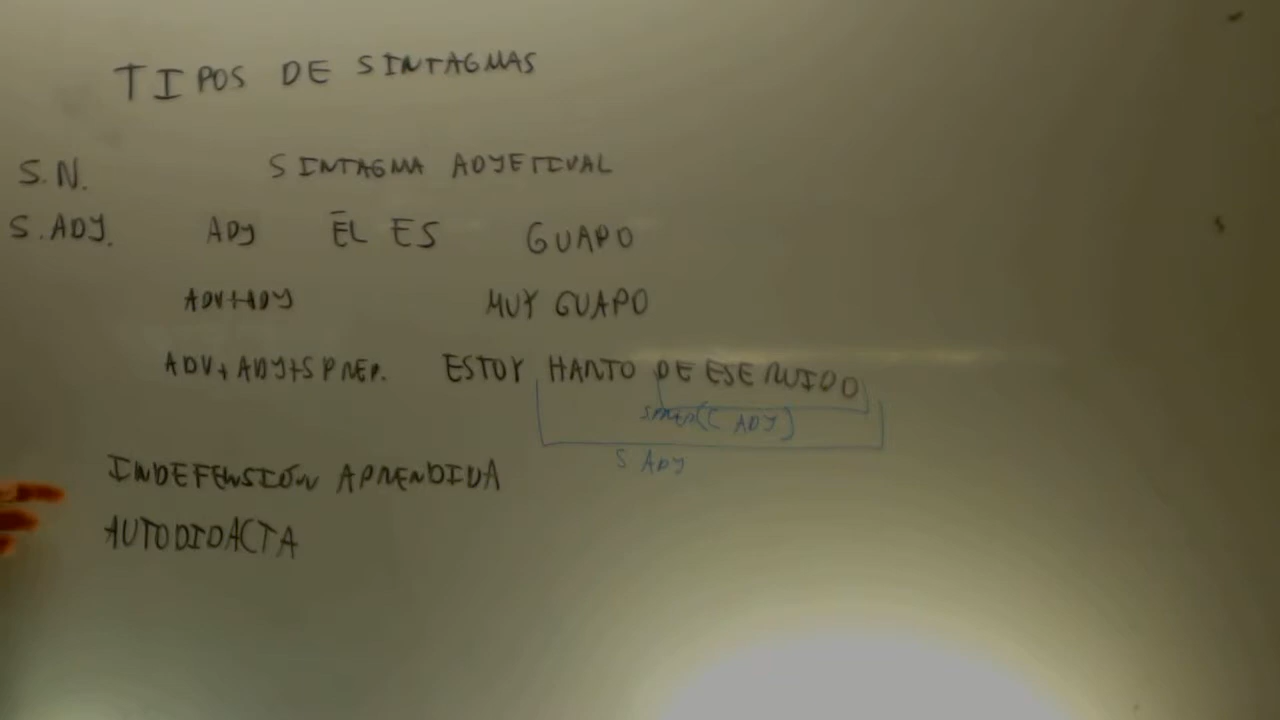 TIPOS DE SINTAGMAS
S.N. SINTAGMA ADJETIVAL
S.ADJ. ADJ ÉL ES GUAPO
ADV+ADJ MUY GUAPO
ADV+ADJ+S PREP. ESTOY HARTO DE ESE RUIDO
(C ADJ)
S ADJ
INDEFENSIÓN APRENDIDA
AUTODIDACTA